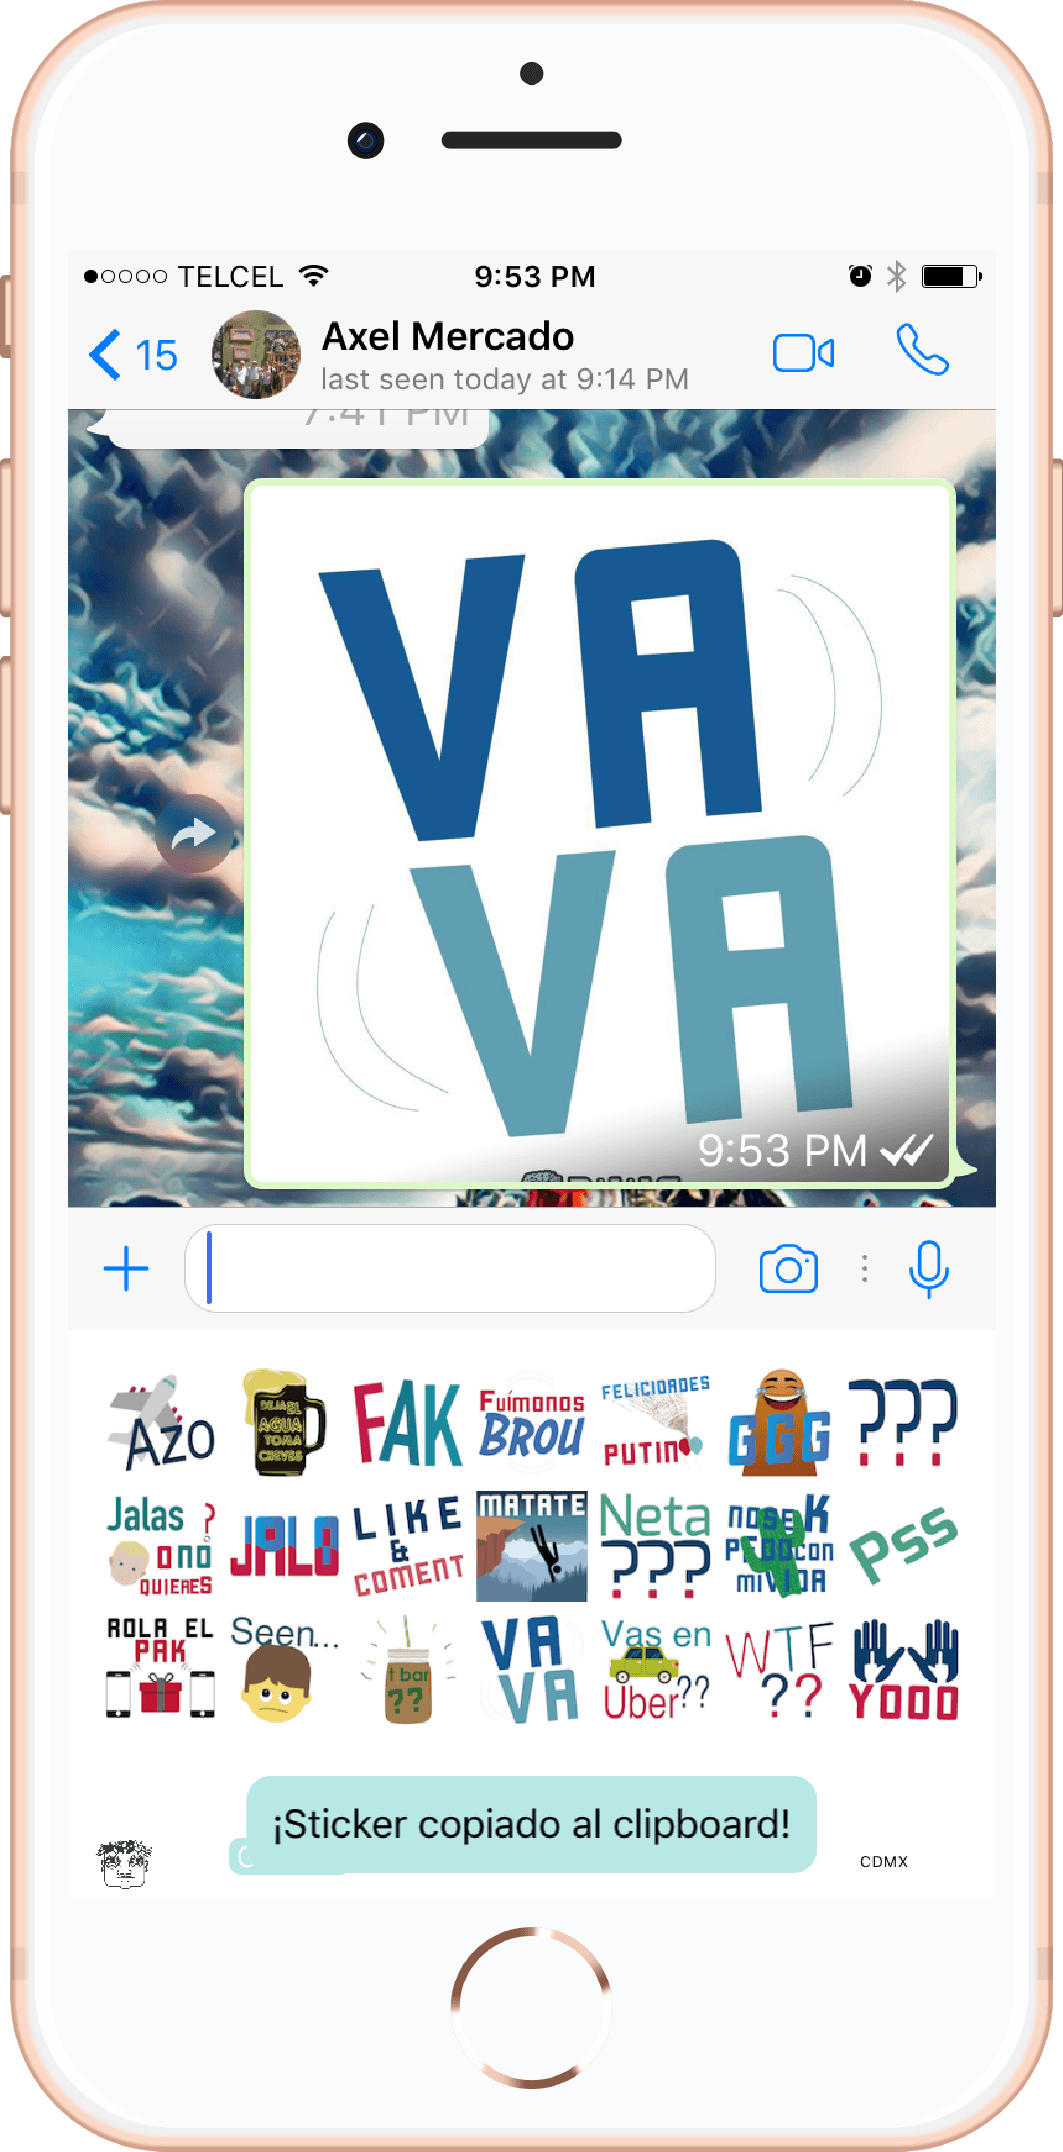 TELCEL 9:53 PM
15 Axel Mercado
last seen today at 9:14 PM
7:41 PM
VA
VA
9:53 PM
AZO
DEJA EL
AGUA
TOMA
CHEVES
FAK
Fuimonos
BROU
FELICIDADES
PUTIN
GGG
???
Jalas ?
O NO
QUIERES
JALO
LIKE
&
COMENT
MATATE
Neta
???
NOSEK
PEDO CON
MI VIDA
PSS
ROLA EL
PAK
Seen...
t bar
??
VA
VA
Vas en
Uber??
WTF
??
YOOO
¡Sticker copiado al clipboard!
CDMX